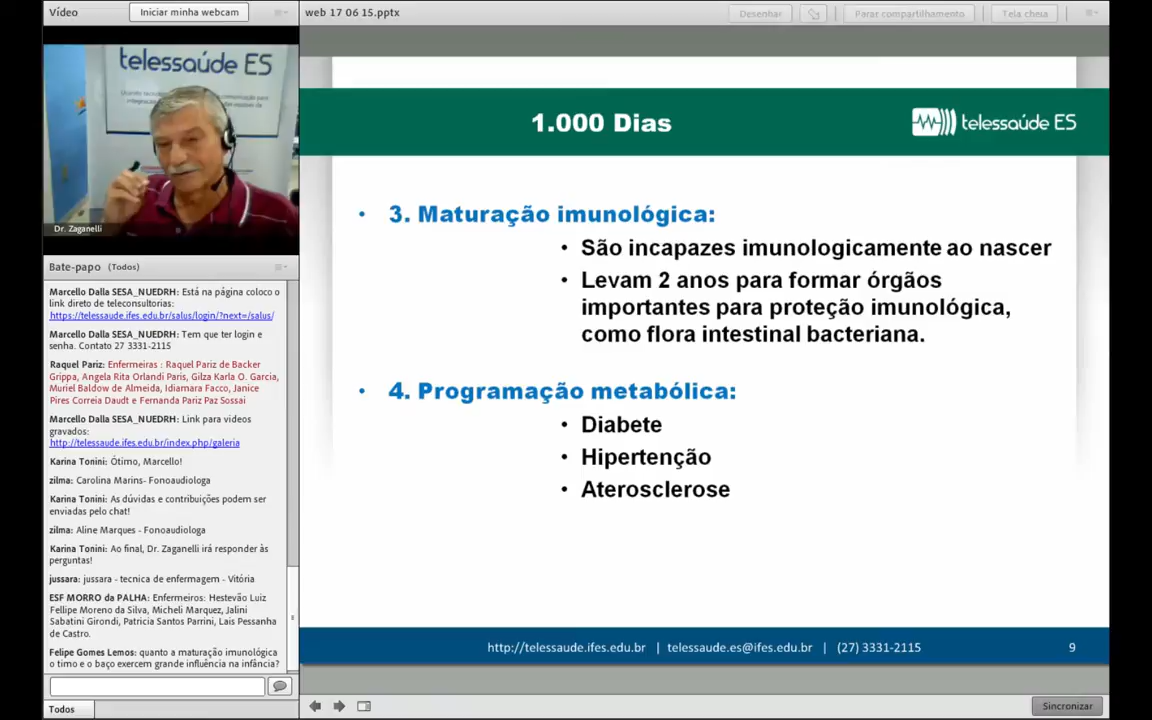 Vídeo
Iniciar minha webcam
web 17 06 15.pptx
Desenhar
Parar compartilhamento
Tela cheia
telessaúde ES
Dr. Zaganelli
Bate-papo (Todos)
Marcello Dalla SESA_NUEDRH: Está na página coloco o
link direto de teleconsultorias:
https://telessaude.ifes.edu.br/salus/login/?next=/salus/
Marcello Dalla SESA_NUEDRH: Tem que ter login e
senha. Contato 27 3331-2115
Raquel Pariz: Enfermeiras : Raquel Pariz de Backer
Grippa, Angela Rita Orlandi Paris, Gilza Karla O. Garcia,
Muriel Baldow de Almeida, Idiamara Facco, Janice
Pires Correia Daudt e Fernanda Pariz Paz Sossai
Marcello Dalla SESA_NUEDRH: Link para videos
gravados:
http://telessaude.ifes.edu.br/index.php/galeria
Karina Tonini: Ótimo, Marcello!
zilma: Carolina Marins- Fonoaudiologa
Karina Tonini: As dúvidas e contribuições podem ser
enviadas pelo chat!
zilma: Aline Marques - Fonoaudiologa
Karina Tonini: Ao final, Dr. Zaganelli irá responder às
perguntas!
jussara: jussara - tecnica de enfermagem - Vitória
ESF MORRO da PALHA: Enfermeiros: Hestevão Luiz
Fellipe Moreno da Silva, Micheli Marquez, Jalini
Sabatini Girondi, Patricia Santos Parrini, Lais Pessanha
de Castro.
Felipe Gomes Lemos: quanto a maturação imunológica
o timo e o baço exercem grande influência na infância?
Todos
1.000 Dias
telessaúde ES
• 3. Maturação imunológica:
• São incapazes imunologicamente ao nascer
• Levam 2 anos para formar órgãos
importantes para proteção imunológica,
como flora intestinal bacteriana.
• 4. Programação metabólica:
• Diabete
• Hipertenção
• Aterosclerose
http://telessaude.ifes.edu.br | telessaude.es@ifes.edu.br | (27) 3331-2115
9
Sincronizar